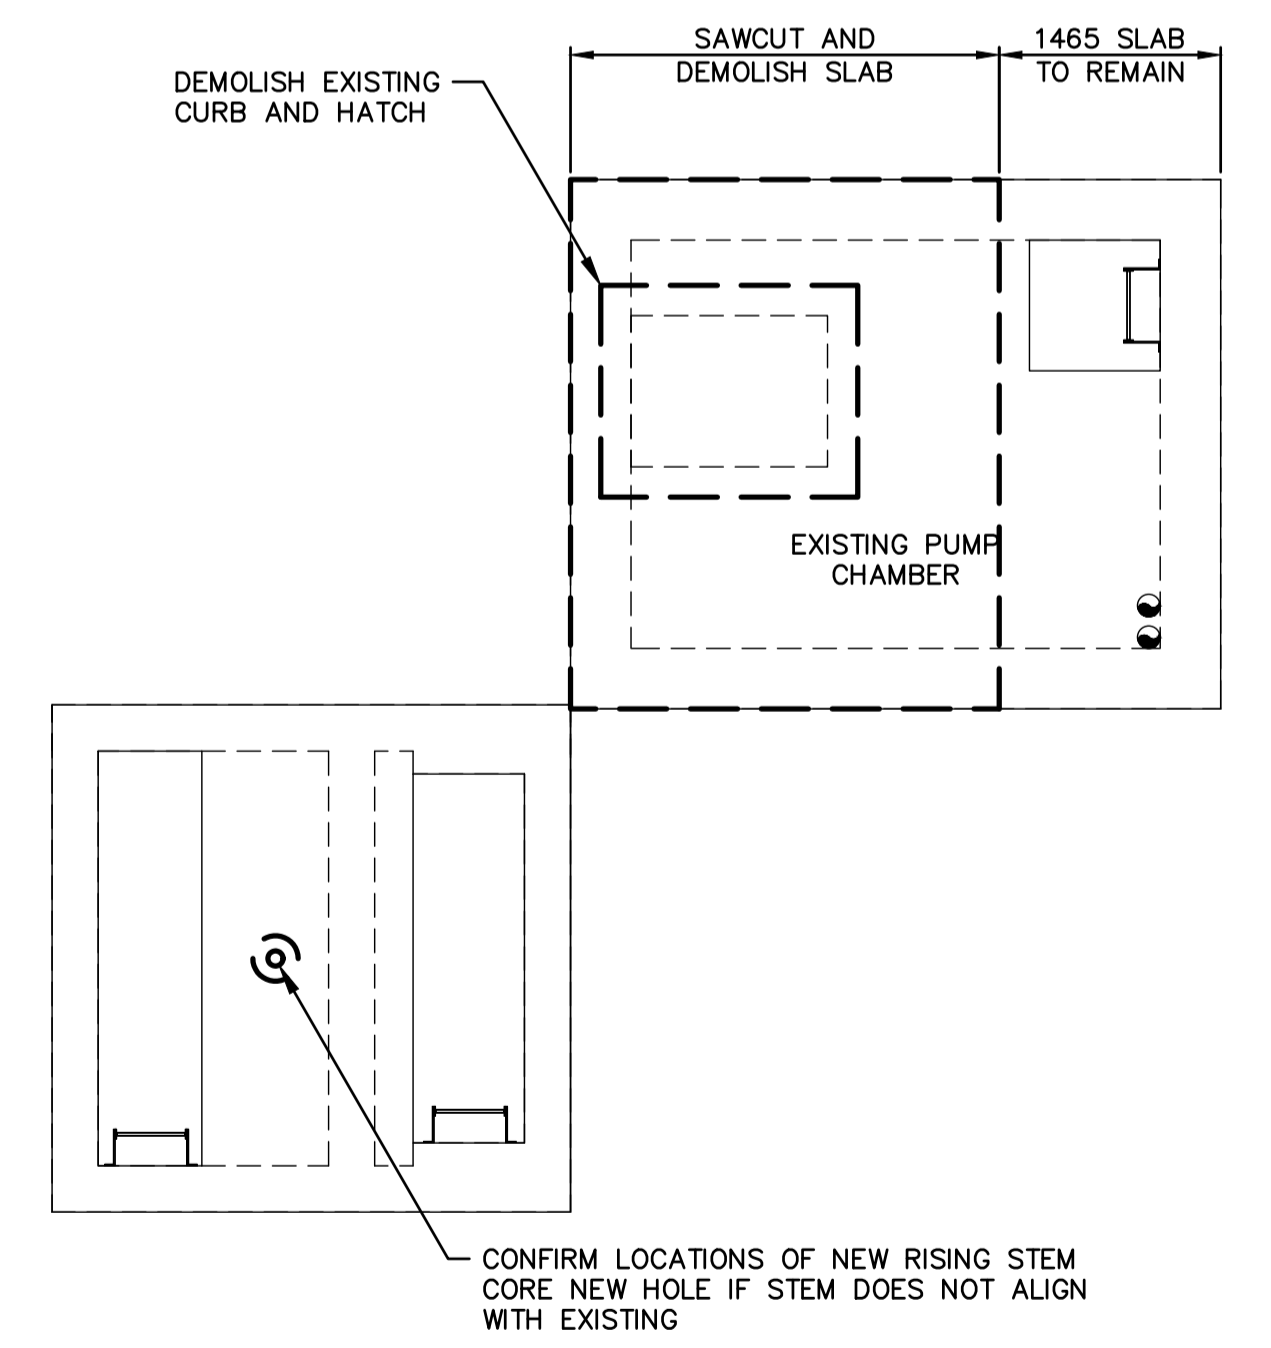 SAWCUT AND
DEMOLISH SLAB
1465 SLAB
TO REMAIN
DEMOLISH EXISTING
CURB AND HATCH
EXISTING PUMP
CHAMBER
CONFIRM LOCATIONS OF NEW RISING STEM
CORE NEW HOLE IF STEM DOES NOT ALIGN
WITH EXISTING